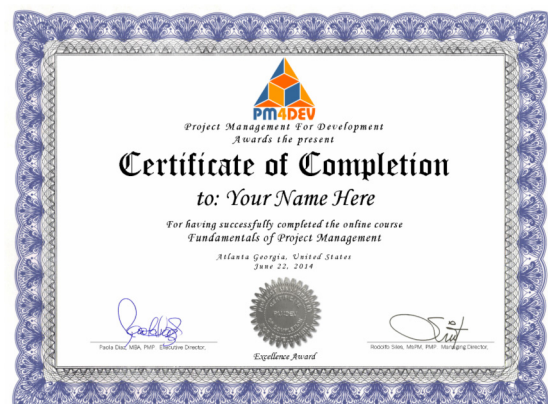 PM4DEV
Project Management For Development
Awards the present
Certificate of Completion
to: Your Name Here
For having successfully completed the online course
Fundamentals of Project Management
Atlanta Georgia, United States
June 22, 2014
Paola Diaz, MBA, PMP. Executive Director,
Rodolfo Siles, MsPM, PMP. Managing Director,
Excellence Award